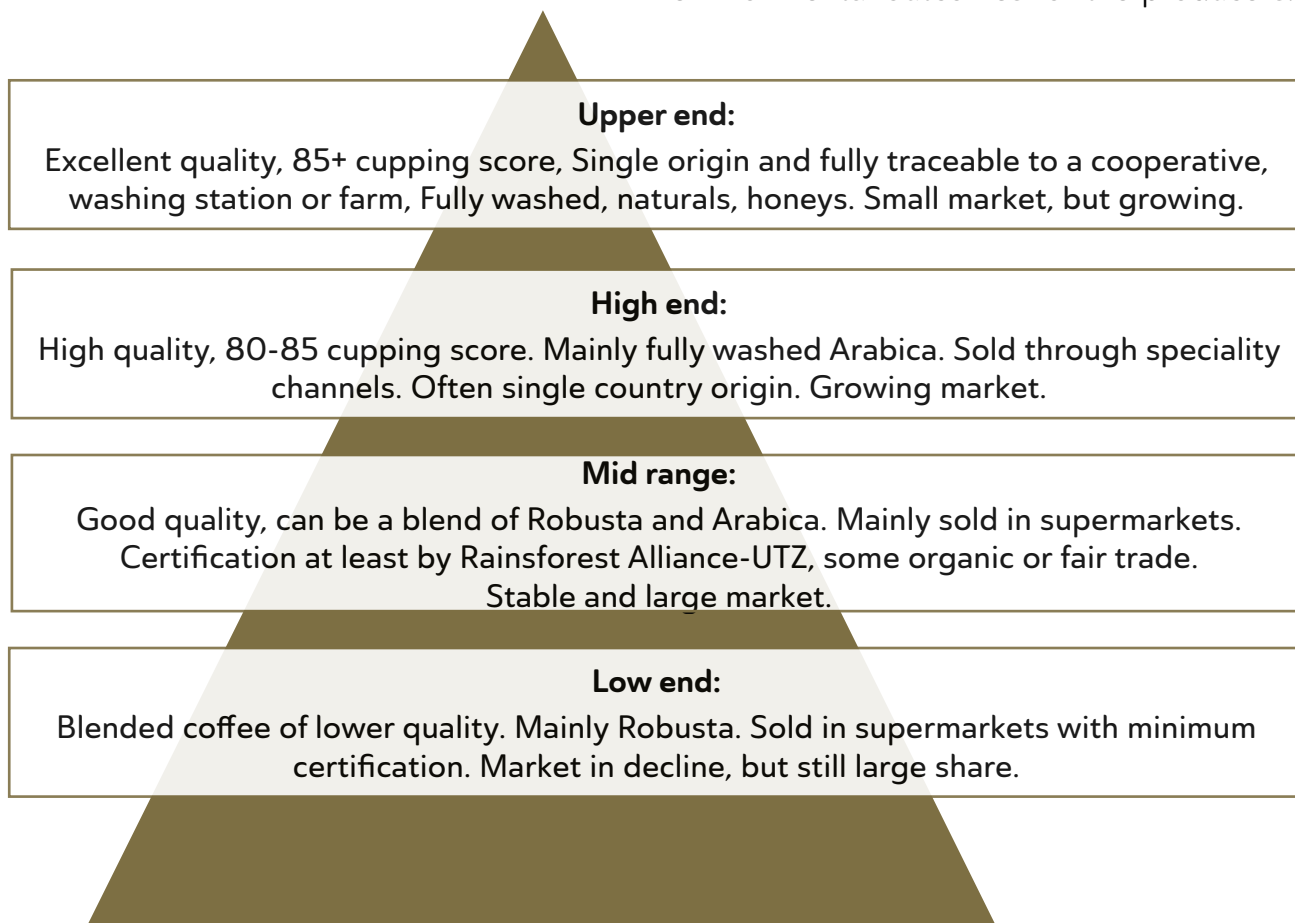 Upper end:
Excellent quality, 85+ cupping score, Single origin and fully traceable to a cooperative,
washing station or farm, Fully washed, naturals, honeys. Small market, but growing.
High end:
High quality, 80-85 cupping score. Mainly fully washed Arabica. Sold through speciality
channels. Often single country origin. Growing market.
Mid range:
Good quality, can be a blend of Robusta and Arabica. Mainly sold in supermarkets.
Certification at least by Rainsforest Alliance-UTZ, some organic or fair trade.
Stable and large market.
Low end:
Blended coffee of lower quality. Mainly Robusta. Sold in supermarkets with minimum
certification. Market in decline, but still large share.